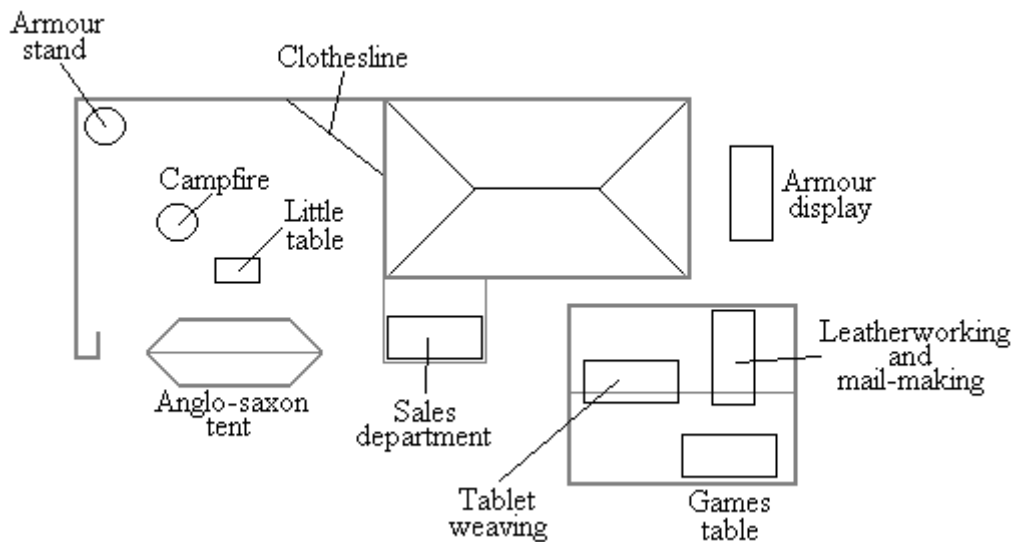 Armour
stand
Clothesline
Campfire
Little
table
Armour
display
Leatherworking
and
mail-making
Anglo-saxon
tent
Sales
department
Tablet
weaving
Games
table